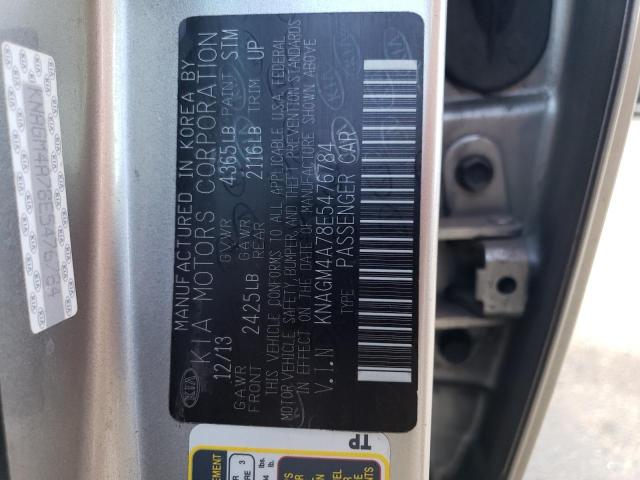 MANUFACTURED IN KOREA BY
KIA MOTORS CORPORATION
12/13 GVWR 4365LB PAINT STM
GAWR GAWR
FRONT 2425LB REAR 2116LB TRIM UP
THIS VEHICLE CONFORMS TO ALL APPLICABLE U.S.A. FEDERAL
MOTOR VEHICLE SAFETY, BUMPER, AND THEFT PREVENTION STANDARDS
IN EFFECT ON THE DATE OF MANUFACTURE SHOWN ABOVE
V.I.N KNAGM4A78E5476784
TYPE PASSENGER CAR
KIA
KNAGM4A78E5476784
TP